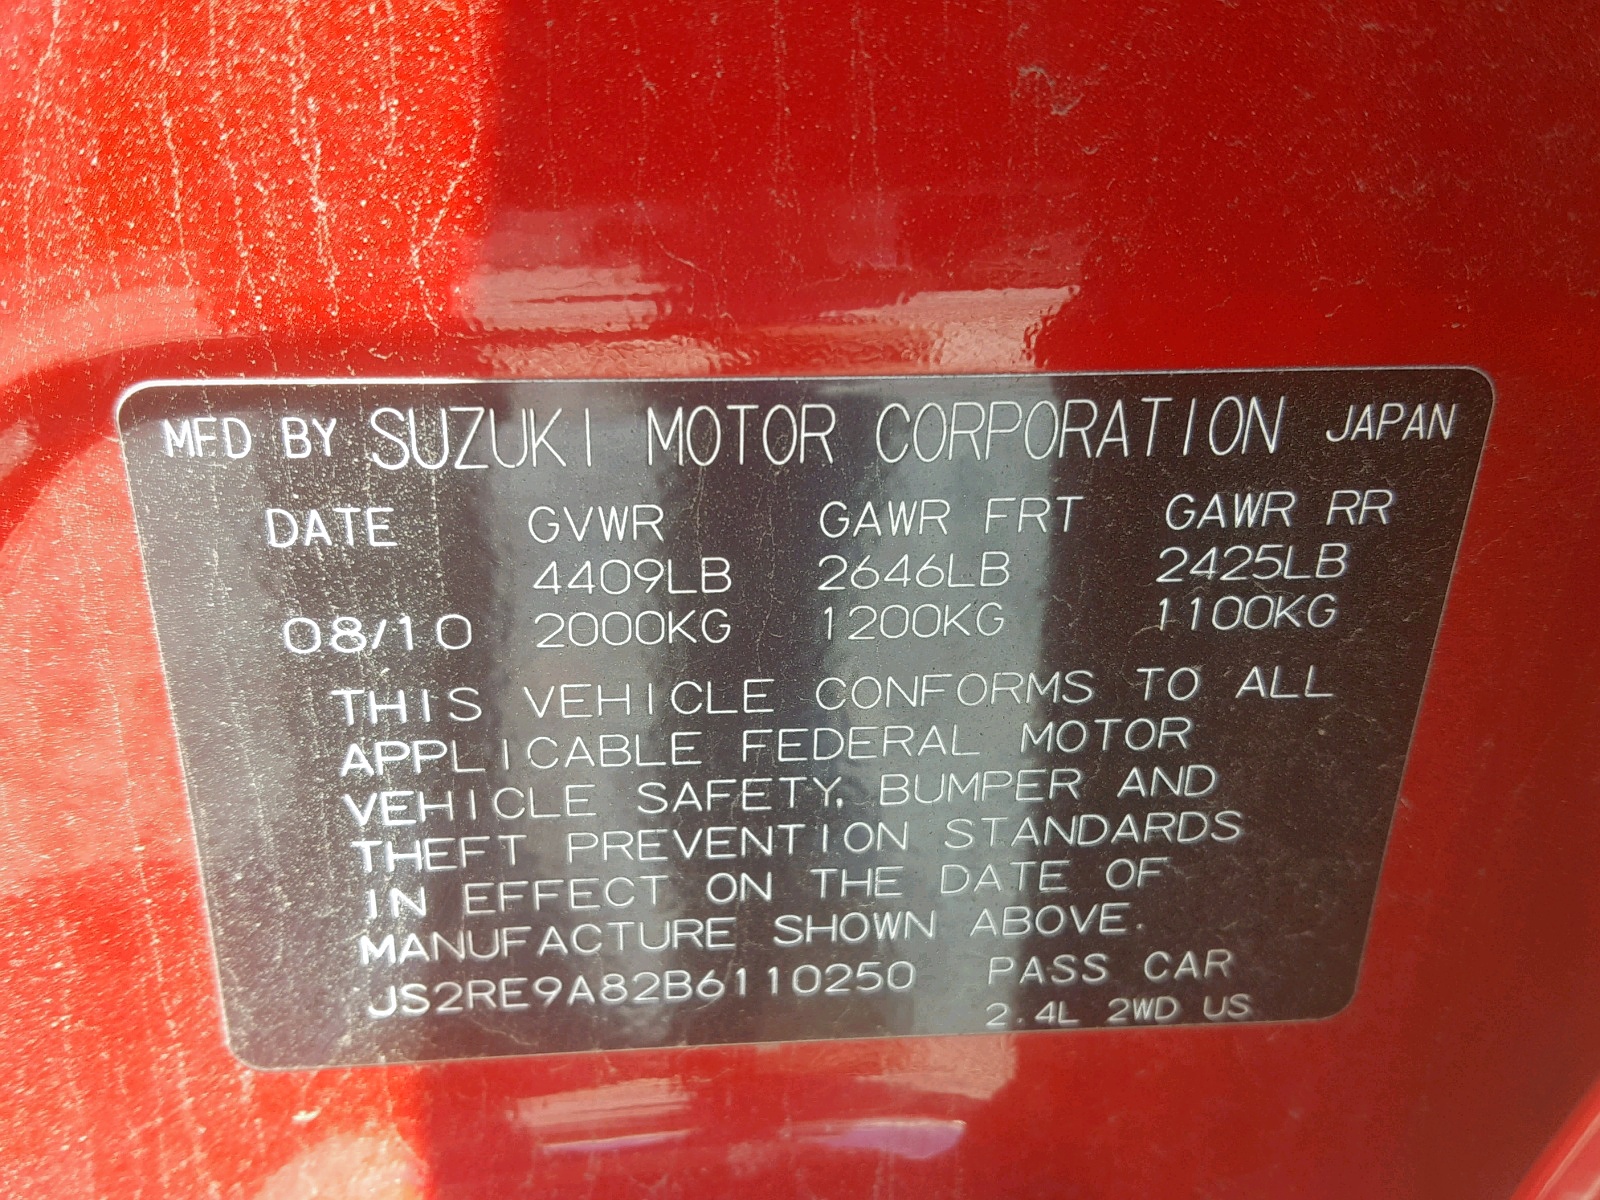 MFD BY SUZUKI MOTOR CORPORATION JAPAN
DATE GVWR GAWR FRT GAWR RR
4409LB 2646LB 2425LB
08/10 2000KG 1200KG 1100KG
THIS VEHICLE CONFORMS TO ALL
APPLICABLE FEDERAL MOTOR
VEHICLE SAFETY, BUMPER AND
THEFT PREVENTION STANDARDS
IN EFFECT ON THE DATE OF
MANUFACTURE SHOWN ABOVE.
JS2RE9A82B6110250 PASS CAR
2.4L 2WD US